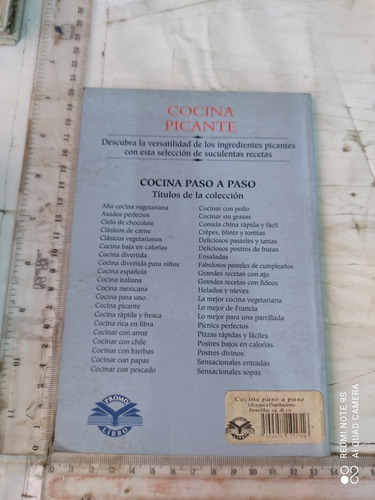 COCINA
PICANTE
Descubra la versatilidad de los ingredientes picantes
con esta selección de suculentas recetas
COCINA PASO A PASO
Títulos de la colección
Alta cocina vegetariana
Asados perfectos
Cielo de chocolate
Clásicos de carne
Clásicos vegetarianos
Cocina baja en calorías
Cocina divertida
Cocina divertida para niños
Cocina española
Cocina italiana
Cocina mexicana
Cocina para uno
Cocina picante
Cocina rápida y fresca
Cocina rica en fibra
Cocinar con arroz
Cocinar con chile
Cocinar con hierbas
Cocinar con papas
Cocinar con pescado
Cocinar con pollo
Cocinar sin grasas
Comida china rápida y fácil
Crêpes, blintz y tortitas
Deliciosos pasteles y tartas
Deliciosos postres de frutas
Ensaladas
Fabulosos pasteles de cumpleaños
Grandes recetas con ajo
Grandes recetas con fideos
Helados y nieves
La mejor cocina vegetariana
Lo mejor de Francia
Lo mejor para una parrillada
Picnics perfectos
Pizzas rápidas y fáciles
Postres bajos en calorías
Postres divinos
Sensacionales entradas
Sensacionales sopas
PROMO
LIBRO
Cocina paso a paso
REDMI NOTE 9S
AI QUAD CAMERA